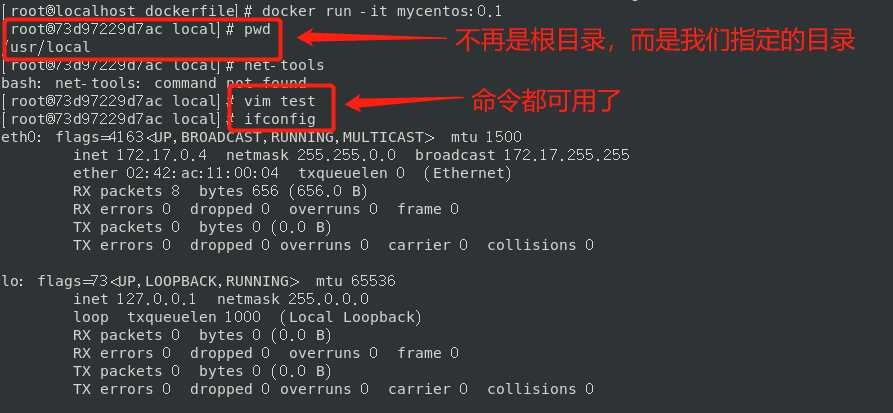 [root@localhost dockerfile]# docker run -it mycentos:0.1
[root@73d97229d7ac local]# pwd
/usr/local
不再是根目录，而是我们指定的目录
[root@73d97229d7ac local]# net-tools
bash: net-tools: command not found
[root@73d97229d7ac local]# vim test
[root@73d97229d7ac local]# ifconfig
命令都可用了
eth0: flags=4163<UP,BROADCAST,RUNNING,MULTICAST>  mtu 1500
        inet 172.17.0.4  netmask 255.255.0.0  broadcast 172.17.255.255
        ether 02:42:ac:11:00:04  txqueuelen 0  (Ethernet)
        RX packets 8  bytes 656 (656.0 B)
        RX errors 0  dropped 0  overruns 0  frame 0
        TX packets 0  bytes 0 (0.0 B)
        TX errors 0  dropped 0 overruns 0  carrier 0  collisions 0
lo: flags=73<UP,LOOPBACK,RUNNING>  mtu 65536
        inet 127.0.0.1  netmask 255.0.0.0
        loop  txqueuelen 1000  (Local Loopback)
        RX packets 0  bytes 0 (0.0 B)
        RX errors 0  dropped 0  overruns 0  frame 0
        TX packets 0  bytes 0 (0.0 B)
        TX errors 0  dropped 0 overruns 0  carrier 0  collisions 0